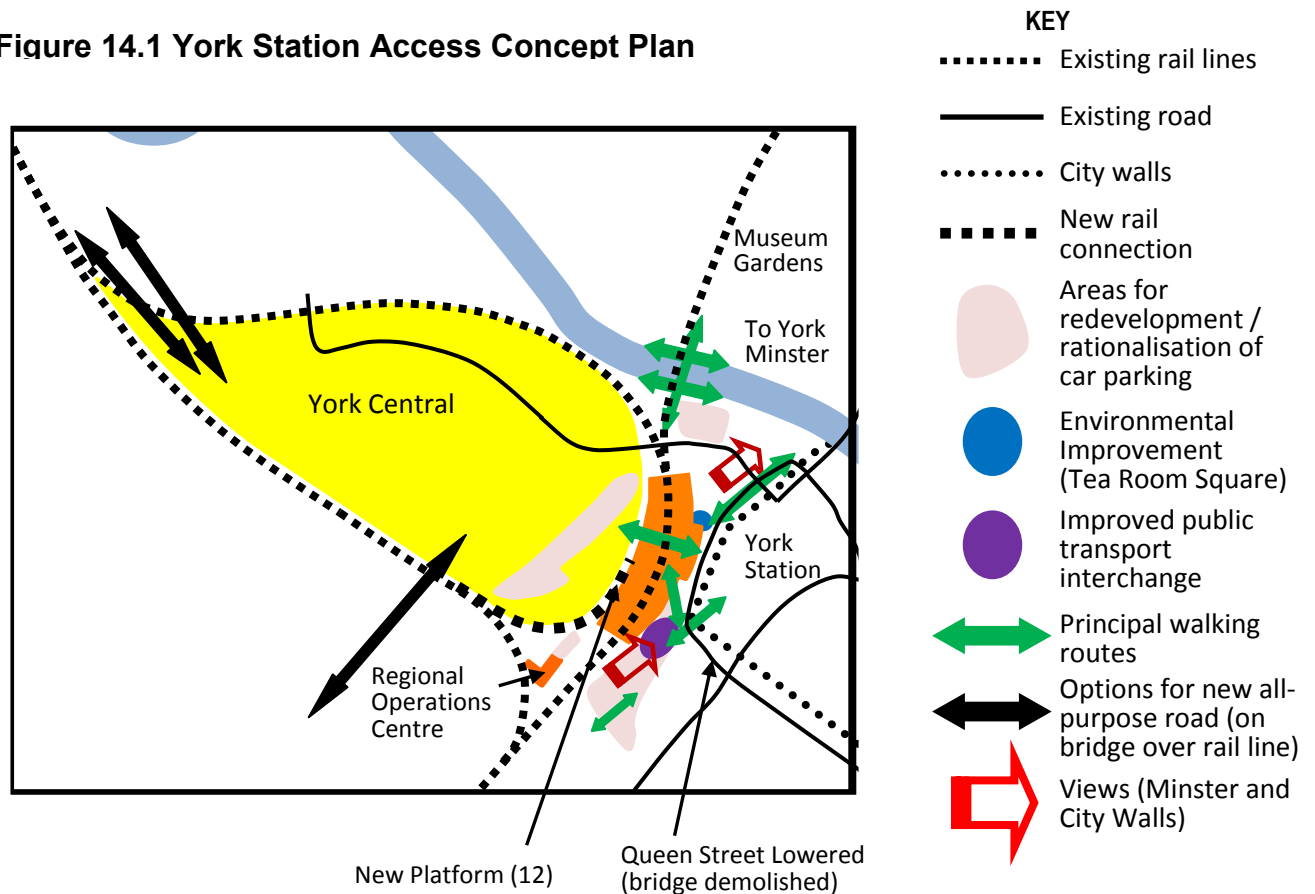 Figure 14.1 York Station Access Concept Plan
Museum
Gardens
To York
Minster
York Central
York
Station
Regional
Operations
Centre
New Platform (12)
Queen Street Lowered
(bridge demolished)
KEY
Existing rail lines
Existing road
City walls
New rail
connection
Areas for
redevelopment /
rationalisation of
car parking
Environmental
Improvement
(Tea Room Square)
Improved public
transport
interchange
Principal walking
routes
Options for new all-
purpose road (on
bridge over rail line)
Views (Minster and
City Walls)